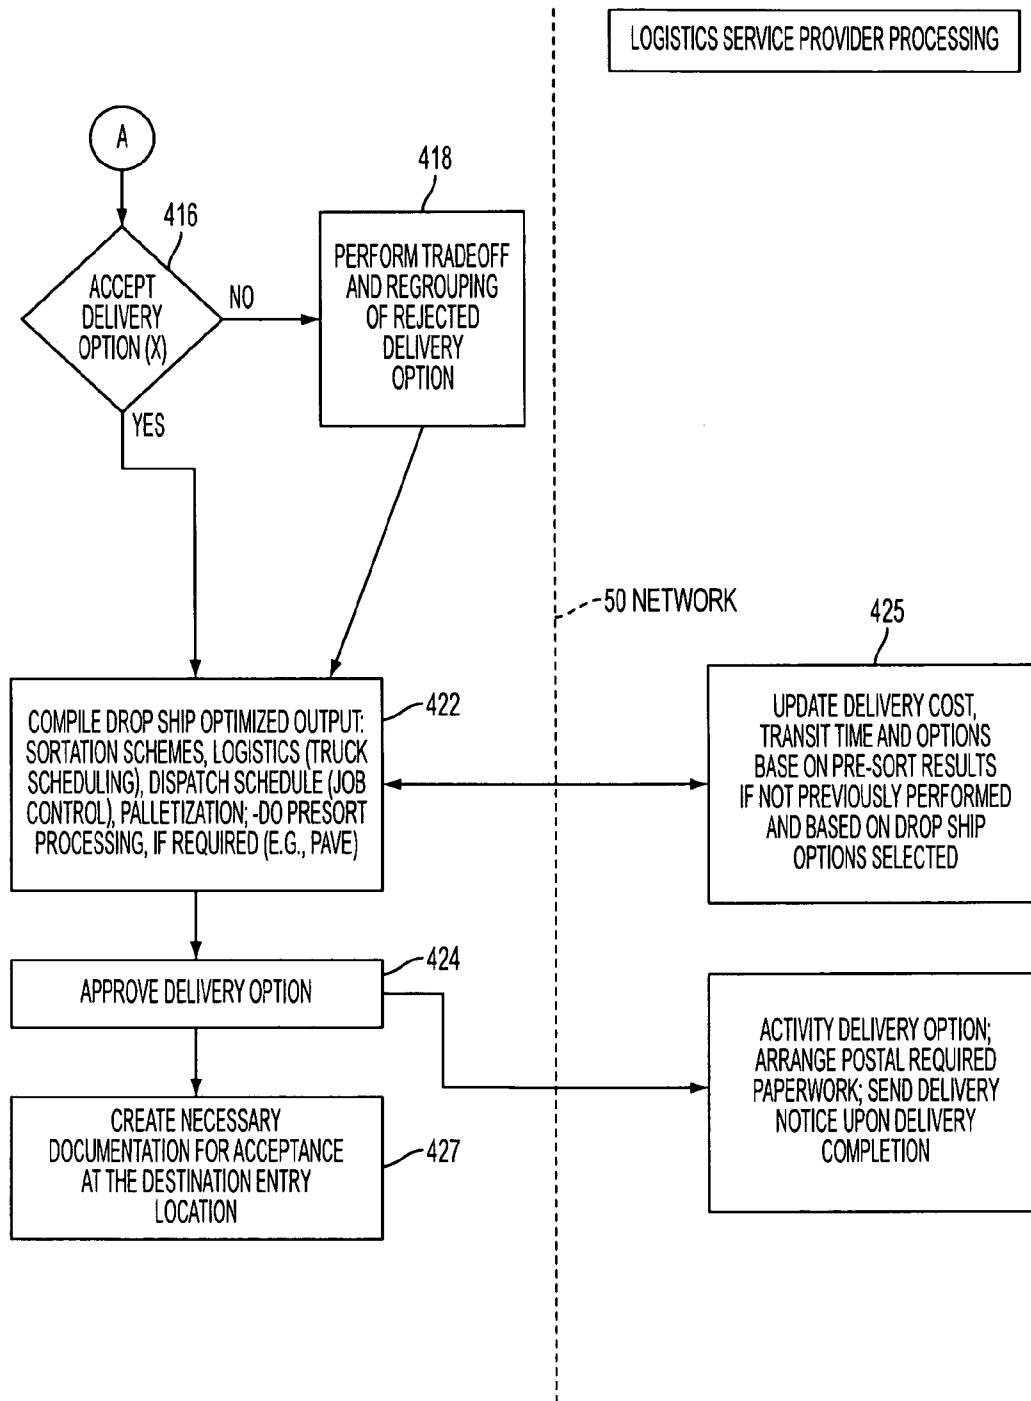 LOGISTICS SERVICE PROVIDER PROCESSING
A
416
ACCEPT
DELIVERY
OPTION (X)
NO
YES
418
PERFORM TRADEOFF
AND REGROUPING
OF REJECTED
DELIVERY
OPTION
50 NETWORK
422
COMPILE DROP SHIP OPTIMIZED OUTPUT:
SORTATION SCHEMES, LOGISTICS (TRUCK
SCHEDULING), DISPATCH SCHEDULE (JOB
CONTROL), PALLETIZATION; -DO PRESORT
PROCESSING, IF REQUIRED (E.G., PAVE)
425
UPDATE DELIVERY COST,
TRANSIT TIME AND OPTIONS
BASE ON PRE-SORT RESULTS
IF NOT PREVIOUSLY PERFORMED
AND BASED ON DROP SHIP
OPTIONS SELECTED
424
APPROVE DELIVERY OPTION
ACTIVITY DELIVERY OPTION;
ARRANGE POSTAL REQUIRED
PAPERWORK; SEND DELIVERY
NOTICE UPON DELIVERY
COMPLETION
CREATE NECESSARY
DOCUMENTATION FOR ACCEPTANCE
AT THE DESTINATION ENTRY
LOCATION
427